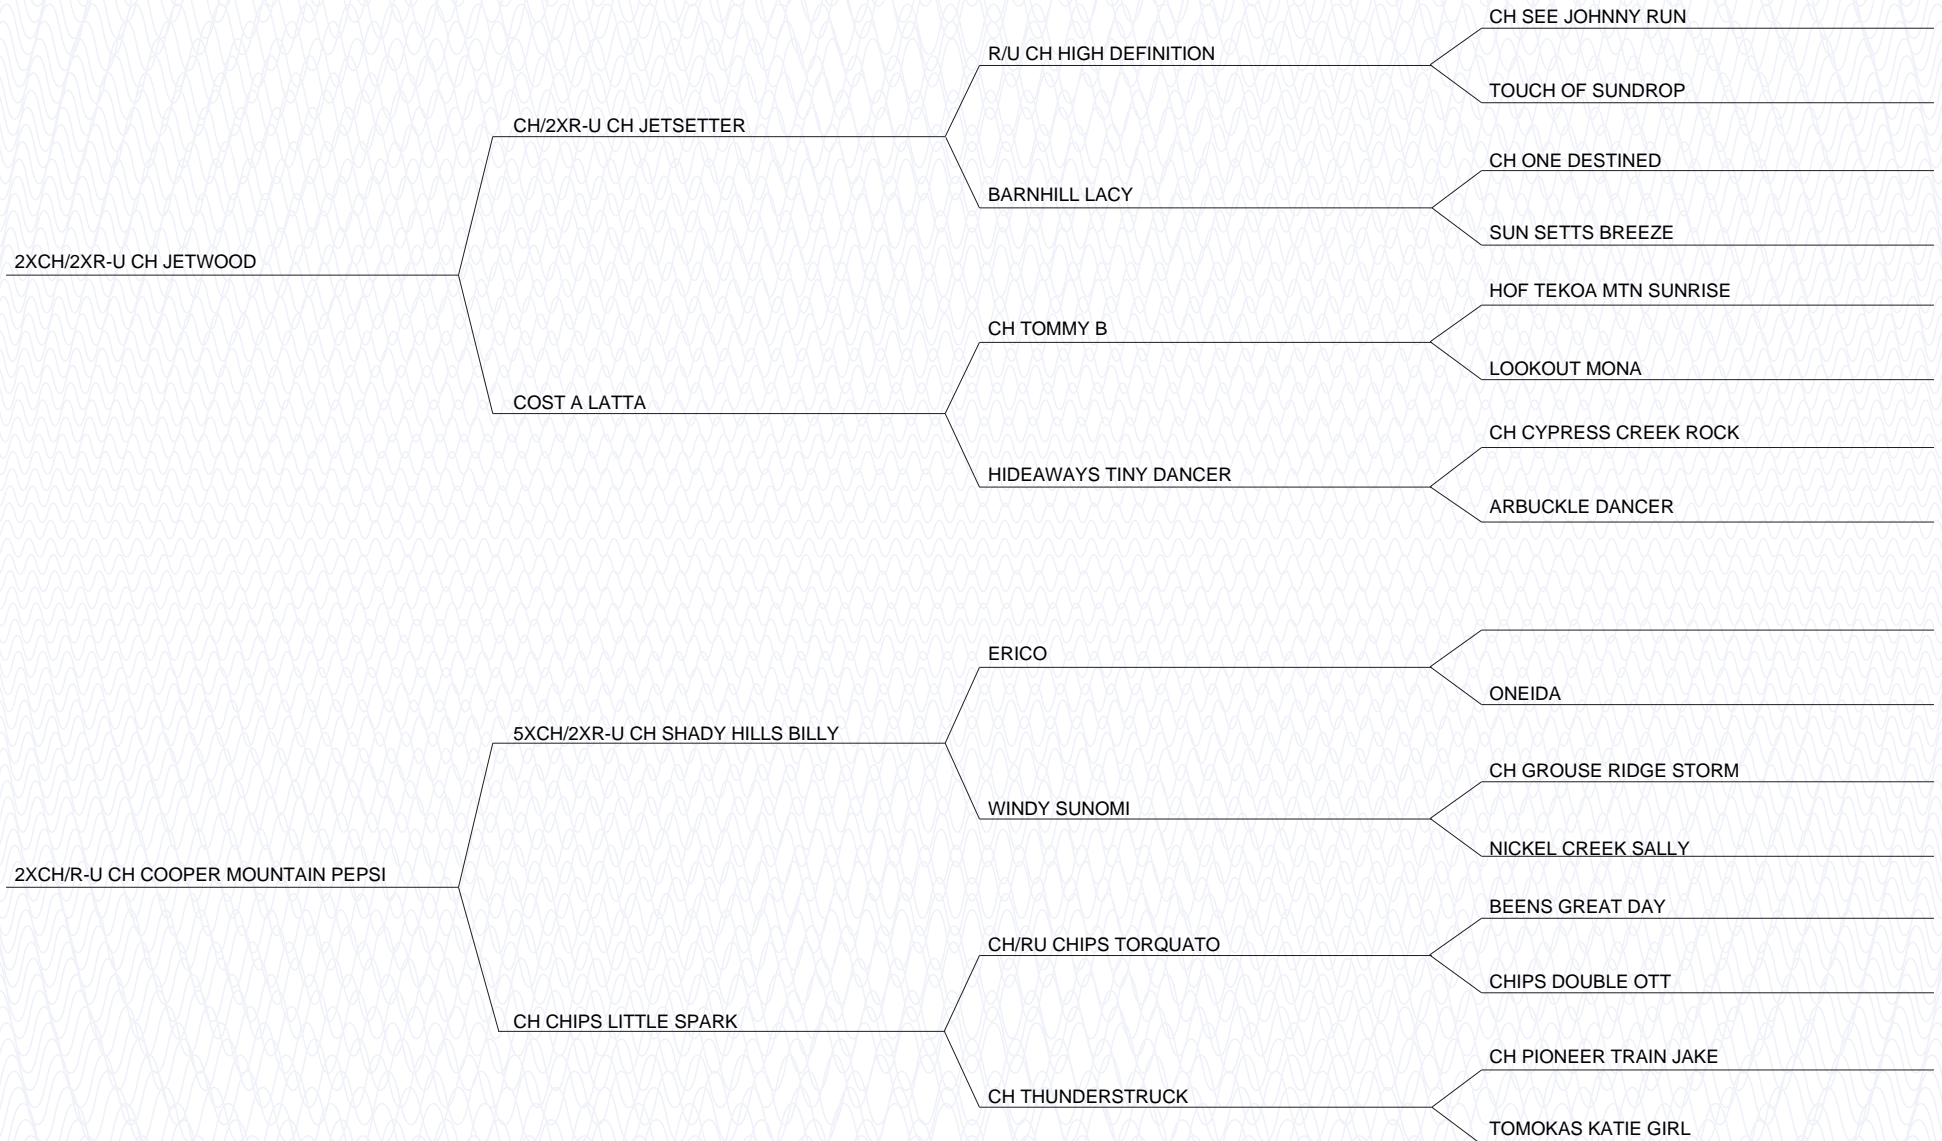 CH SEE JOHNNY RUN
R/U CH HIGH DEFINITION
TOUCH OF SUNDROP
CH/2XR-U CH JETSETTER
CH ONE DESTINED
BARNHILL LACY
SUN SETTS BREEZE
2XCH/2XR-U CH JETWOOD
HOF TEKOA MTN SUNRISE
CH TOMMY B
LOOKOUT MONA
COST A LATTA
CH CYPRESS CREEK ROCK
HIDEAWAYS TINY DANCER
ARBUCKLE DANCER
ERICO
ONEIDA
5XCH/2XR-U CH SHADY HILLS BILLY
CH GROUSE RIDGE STORM
WINDY SUNOMI
NICKEL CREEK SALLY
2XCH/R-U CH COOPER MOUNTAIN PEPSI
BEENS GREAT DAY
CH/RU CHIPS TORQUATO
CHIPS DOUBLE OTT
CH CHIPS LITTLE SPARK
CH PIONEER TRAIN JAKE
CH THUNDERSTRUCK
TOMOKAS KATIE GIRL